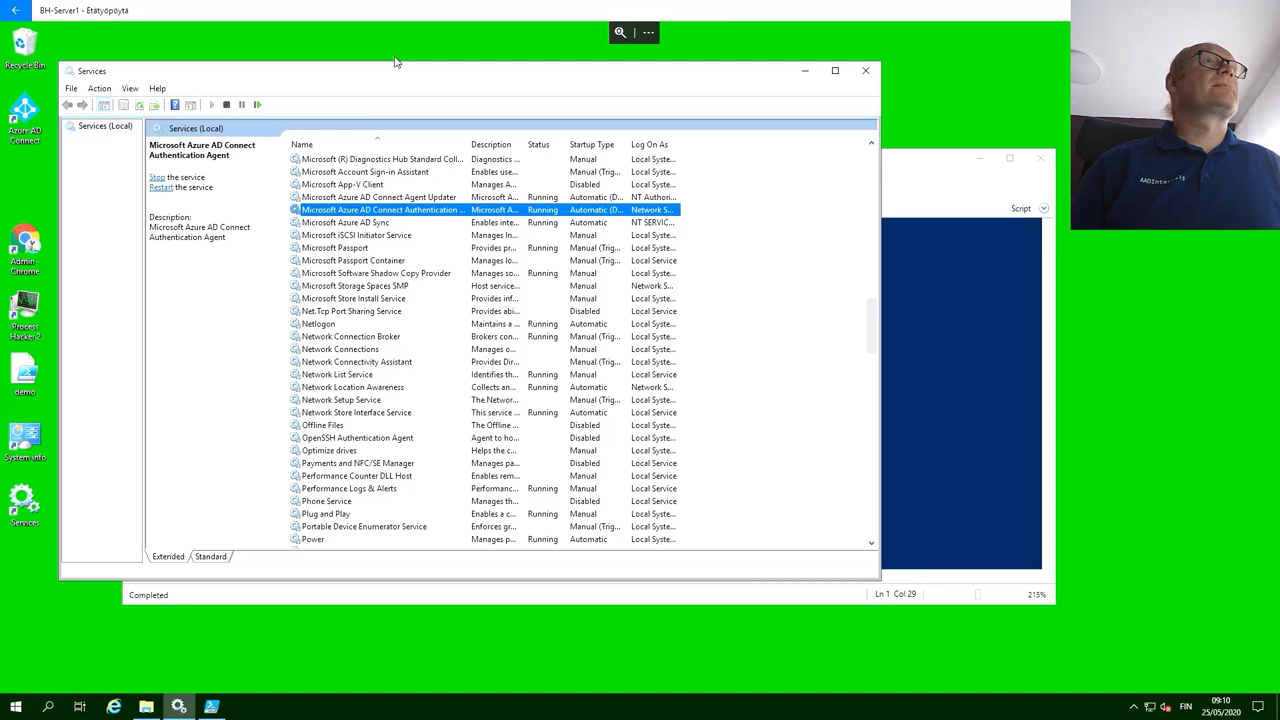 BH-Server1 - Etätyöpöytä
Recycle Bin
Azure AD
Connect
Admin -
Chrome
Process
Hacker 2
demo
System info
Services
Services
File Action View Help
Services (Local)
Services (Local)
Microsoft Azure AD Connect
Authentication Agent
Stop the service
Restart the service
Description:
Microsoft Azure AD Connect
Authentication Agent
Name Description Status Startup Type Log On As
Microsoft (R) Diagnostics Hub Standard Coll... Diagnostics ... Manual Local Syste...
Microsoft Account Sign-in Assistant Enables use... Manual (Trig... Local Syste...
Microsoft App-V Client Manages A... Disabled Local Syste...
Microsoft Azure AD Connect Agent Updater Microsoft A... Running Automatic (D... NT Authori...
Microsoft Azure AD Connect Authentication ... Microsoft A... Running Automatic (D... Network S...
Microsoft Azure AD Sync Enables inte... Running Automatic NT SERVIC...
Microsoft iSCSI Initiator Service Manages In... Manual Local Syste...
Microsoft Passport Provides pr... Running Manual (Trig... Local Syste...
Microsoft Passport Container Manages lo... Manual (Trig... Local Service
Microsoft Software Shadow Copy Provider Manages so... Running Manual Local Syste...
Microsoft Storage Spaces SMP Host service... Manual Network S...
Microsoft Store Install Service Provides inf... Manual Local Syste...
Net.Tcp Port Sharing Service Provides abi... Disabled Local Service
Netlogon Maintains a ... Running Automatic Local Syste...
Network Connection Broker Brokers con... Running Manual (Trig... Local Syste...
Network Connections Manages o... Manual Local Syste...
Network Connectivity Assistant Provides Dir... Manual (Trig... Local Syste...
Network List Service Identifies th... Running Manual Local Service
Network Location Awareness Collects an... Running Automatic Network S...
Network Setup Service The Networ... Manual (Trig... Local Syste...
Network Store Interface Service This service ... Running Automatic Local Service
Offline Files The Offline ... Disabled Local Syste...
OpenSSH Authentication Agent Agent to ho... Disabled Local Syste...
Optimize drives Helps the c... Manual Local Syste...
Payments and NFC/SE Manager Manages pa... Disabled Local Service
Performance Counter DLL Host Enables rem... Manual Local Service
Performance Logs & Alerts Performanc... Running Manual Local Service
Phone Service Manages th... Disabled Local Service
Plug and Play Enables a c... Running Manual Local Syste...
Portable Device Enumerator Service Enforces gr... Manual (Trig... Local Syste...
Power Manages p... Running Automatic Local Syste...
Extended Standard
Script
Completed
Ln 1 Col 29
215%
FIN
09:10
25/05/2020